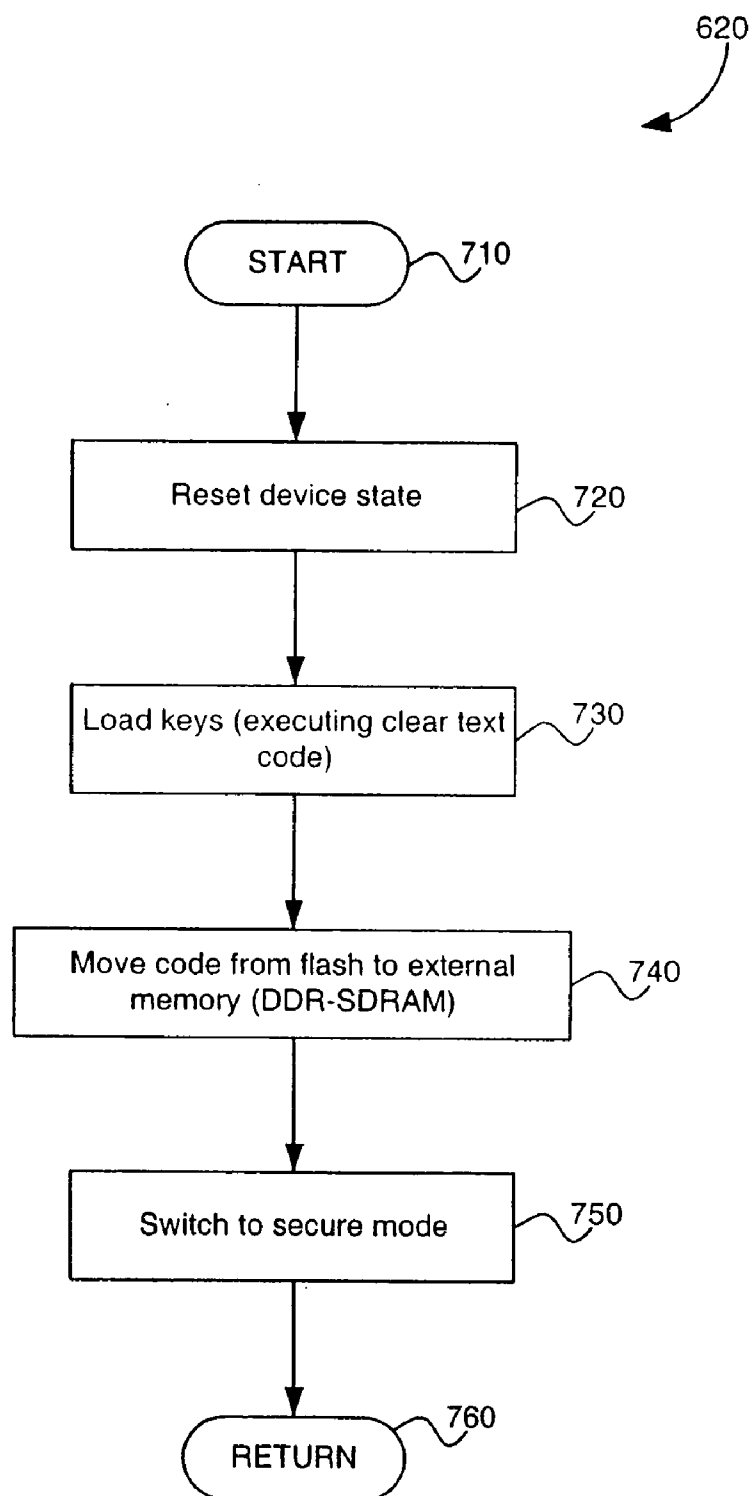 620
START
710
Reset device state
720
Load keys (executing clear text
code)
730
Move code from flash to external
memory (DDR-SDRAM)
740
Switch to secure mode
750
RETURN
760